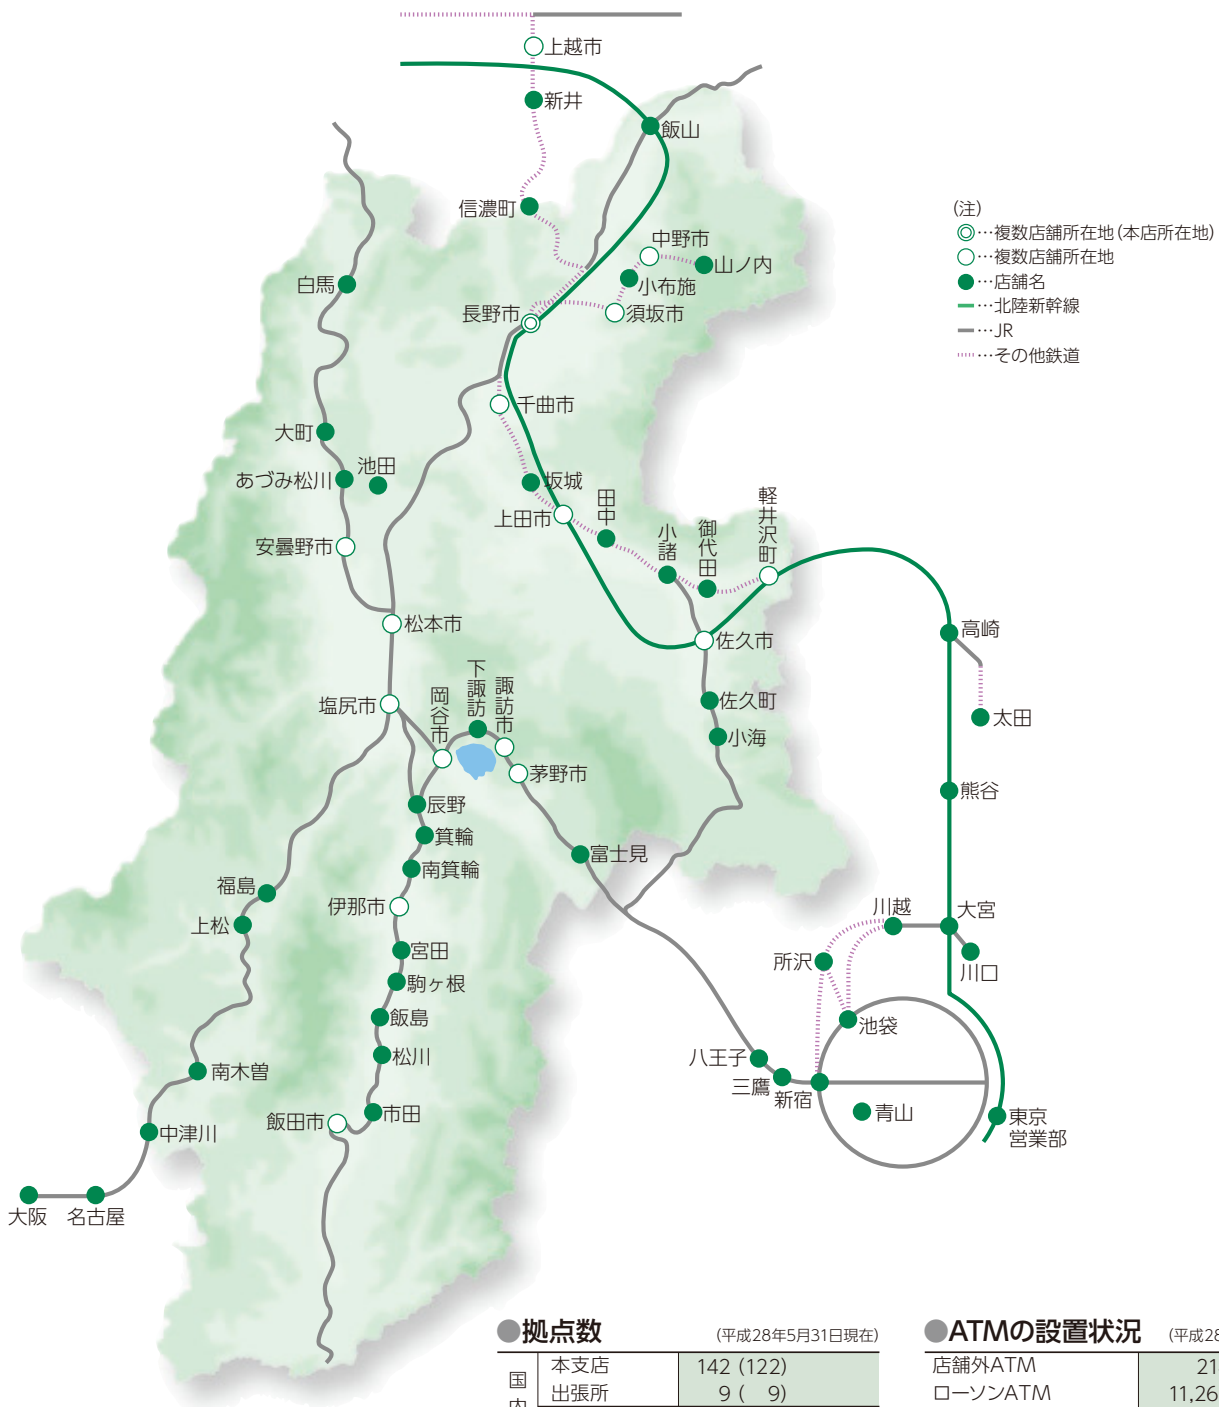 上越市
新井
飯山
信濃町
中野市
山ノ内
小布施
白馬
長野市
須坂市
(注)
◎…複数店舗所在地(本店所在地)
○…複数店舗所在地
●…店舗名
…北陸新幹線
…JR
…その他鉄道
千曲市
大町
池田
あづみ松川
坂城
上田市
田中
小諸
御代田
軽井沢町
安曇野市
松本市
佐久市
高崎
塩尻市
岡谷市
下諏訪
諏訪市
佐久町
太田
小海
茅野市
熊谷
辰野
箕輪
富士見
南箕輪
福島
伊那市
川越
大宮
上松
宮田
所沢
川口
駒ヶ根
飯島
池袋
松川
八王子
南木曽
三鷹
新宿
飯田市
市田
青山
東京
営業部
中津川
大阪
名古屋
●拠点数 (平成28年5月31日現在)
国内
本支店 142 (122)
出張所 9 ( 9)
●ATMの設置状況 (平成28
店舗外ATM 21
ローソンATM 11,26